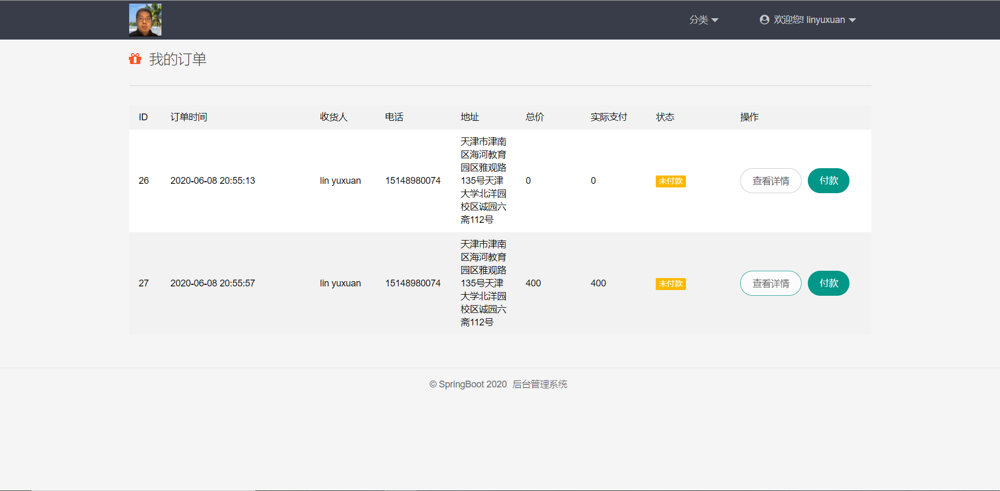 分类 欢迎您! linyuxuan
我的订单
ID 订单时间 收货人 电话 地址 总价 实际支付 状态 操作
26 2020-06-08 20:55:13 lin yuxuan 15148980074
天津市津南
区海河教育
园区雅观路
135号天津
大学北洋园
校区诚园六
斋112号
0 0 未付款 查看详情 付款
27 2020-06-08 20:55:57 lin yuxuan 15148980074
天津市津南
区海河教育
园区雅观路
135号天津
大学北洋园
校区诚园六
斋112号
400 400 未付款 查看详情 付款
© SpringBoot 2020 后台管理系统